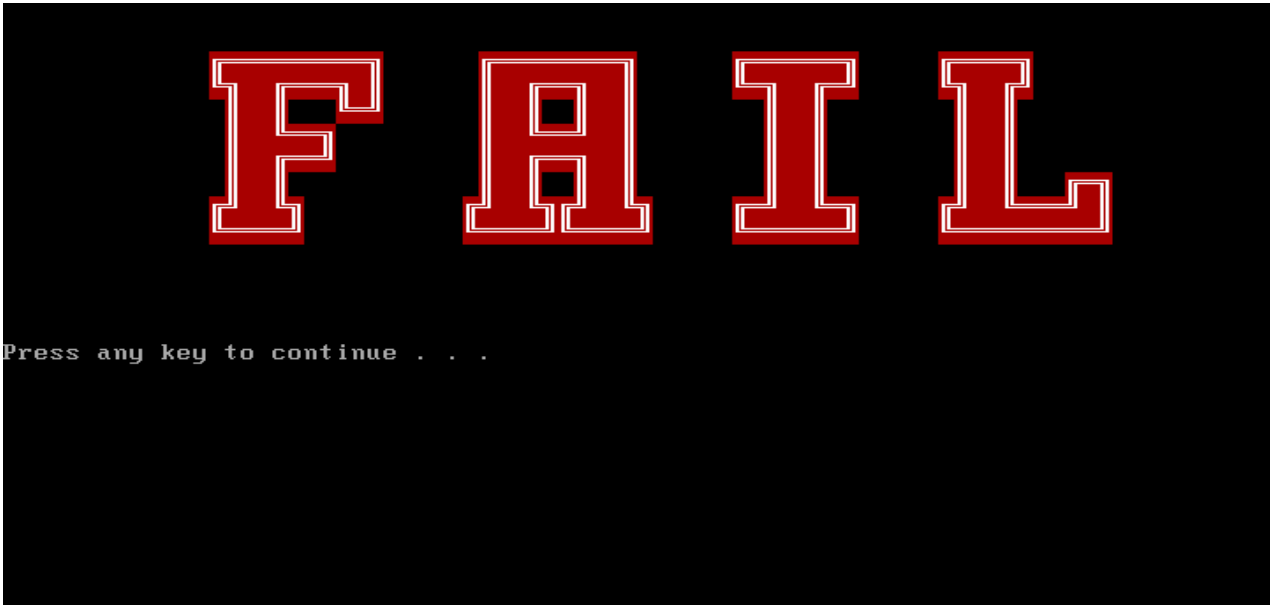 FAIL
Press any key to continue . . .